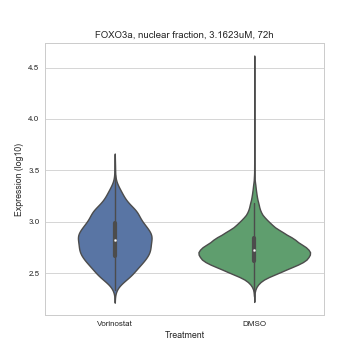 FOXO3a, nuclear fraction, 3.1623uM, 72h
4.5
4.0
3.5
3.0
2.5
Expression (log10)
Vorinostat
DMSO
Treatment